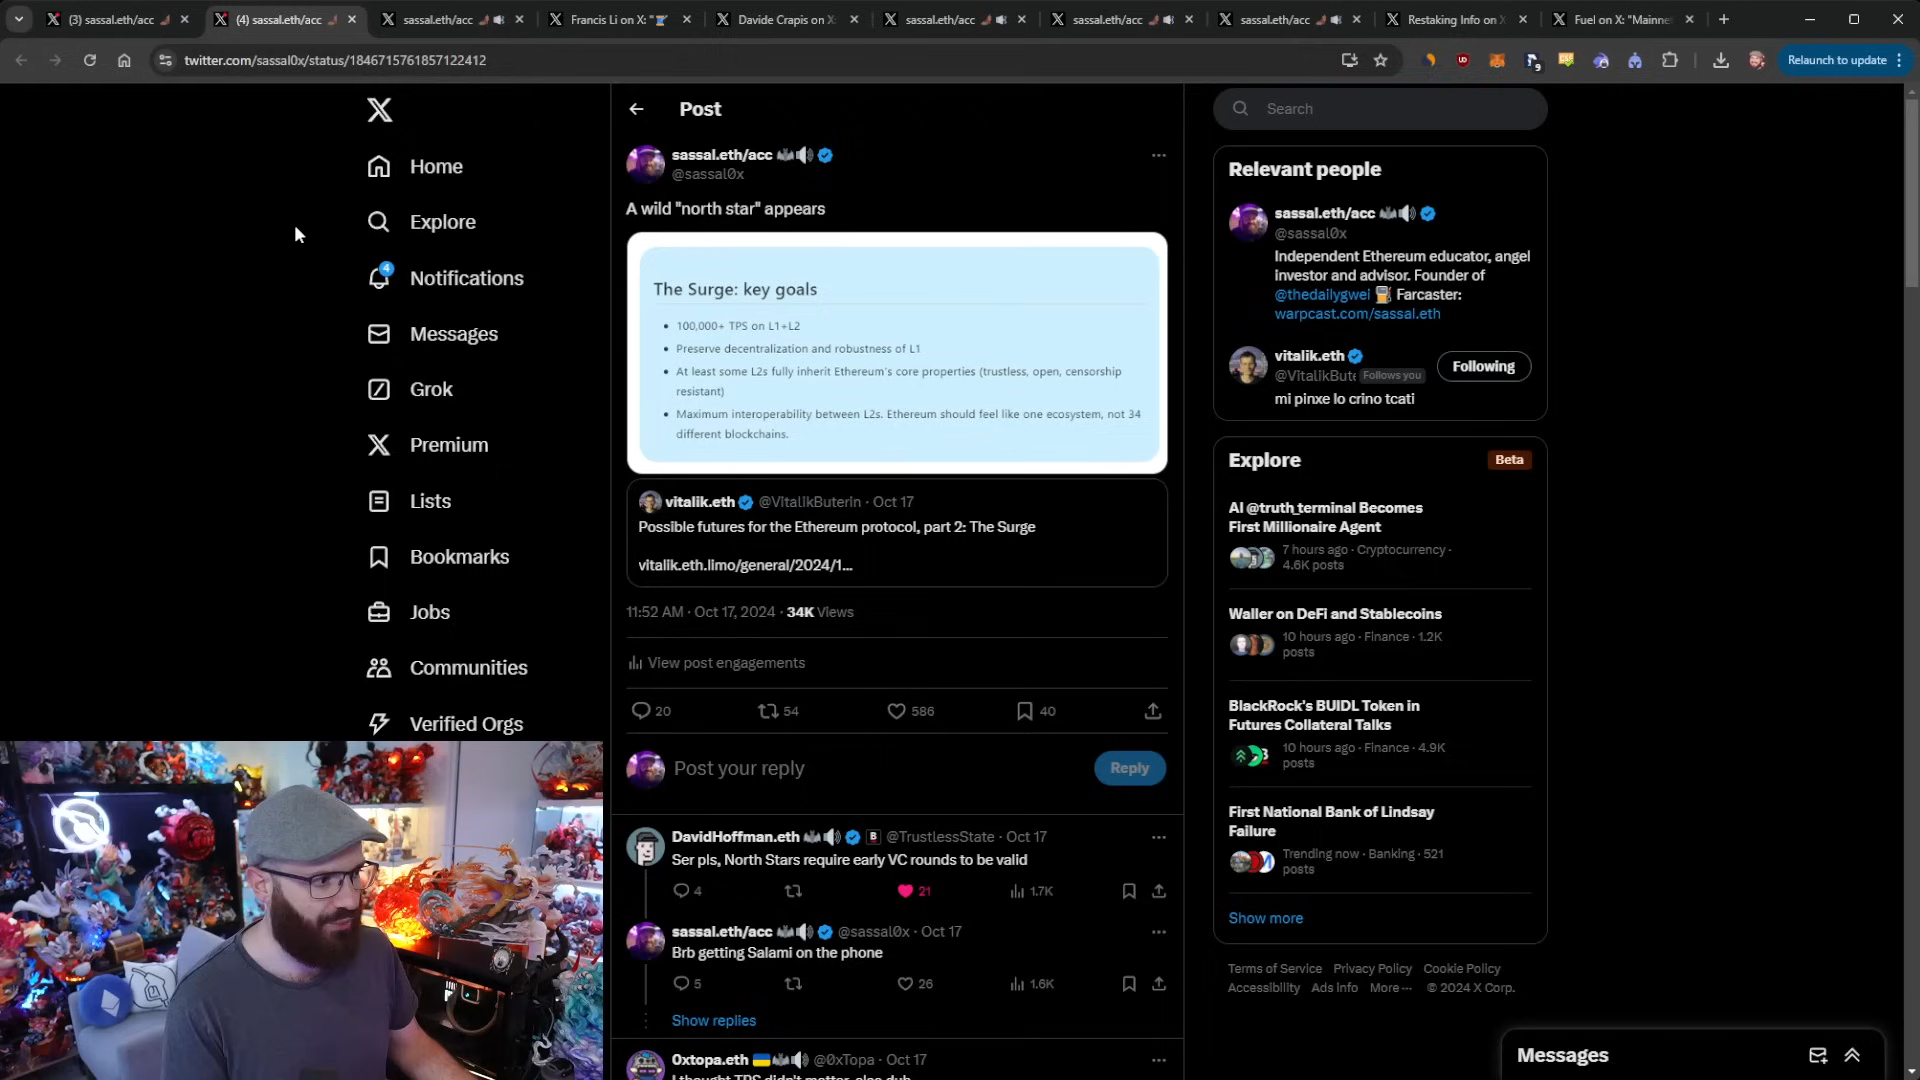 (3) sassal.eth/acc
(4) sassal.eth/acc
sassal.eth/acc
Francis Li on X: "
Davide Crapis on X:
sassal.eth/acc
sassal.eth/acc
sassal.eth/acc
Restaking Info on X
Fuel on X: "Mainnet
twitter.com/sassal0x/status/1846715761857122412
Relaunch to update
Home
Explore
4
Notifications
Messages
Grok
Premium
Lists
Bookmarks
Jobs
Communities
Verified Orgs
Post
sassal.eth/acc
@sassal0x
A wild "north star" appears
The Surge: key goals
• 100,000+ TPS on L1+L2
• Preserve decentralization and robustness of L1
• At least some L2s fully inherit Ethereum's core properties (trustless, open, censorship
resistant)
• Maximum interoperability between L2s. Ethereum should feel like one ecosystem, not 34
different blockchains.
vitalik.eth @VitalikButerin · Oct 17
Possible futures for the Ethereum protocol, part 2: The Surge
vitalik.eth.limo/general/2024/1...
11:52 AM · Oct 17, 2024 · 34K Views
View post engagements
20 54 586 40
Post your reply
Reply
DavidHoffman.eth B @TrustlessState · Oct 17
Ser pls, North Stars require early VC rounds to be valid
4 21 1.7K
sassal.eth/acc @sassal0x · Oct 17
Brb getting Salami on the phone
5 26 1.6K
Show replies
0xtopa.eth @0xTopa · Oct 17
I thought TPS didn't matter, else dub
Search
Relevant people
sassal.eth/acc
@sassal0x
Independent Ethereum educator, angel
investor and advisor. Founder of
@thedailygwei Farcaster:
warpcast.com/sassal.eth
vitalik.eth
@VitalikBute Follows you
Following
mi pinxe lo crino tcati
Explore
Beta
AI @truth_terminal Becomes
First Millionaire Agent
7 hours ago · Cryptocurrency ·
4.6K posts
Waller on DeFi and Stablecoins
10 hours ago · Finance · 1.2K
posts
BlackRock's BUIDL Token in
Futures Collateral Talks
10 hours ago · Finance · 4.9K
posts
First National Bank of Lindsay
Failure
Trending now · Banking · 521
posts
Show more
Terms of Service Privacy Policy Cookie Policy
Accessibility Ads info More ··· © 2024 X Corp.
Messages